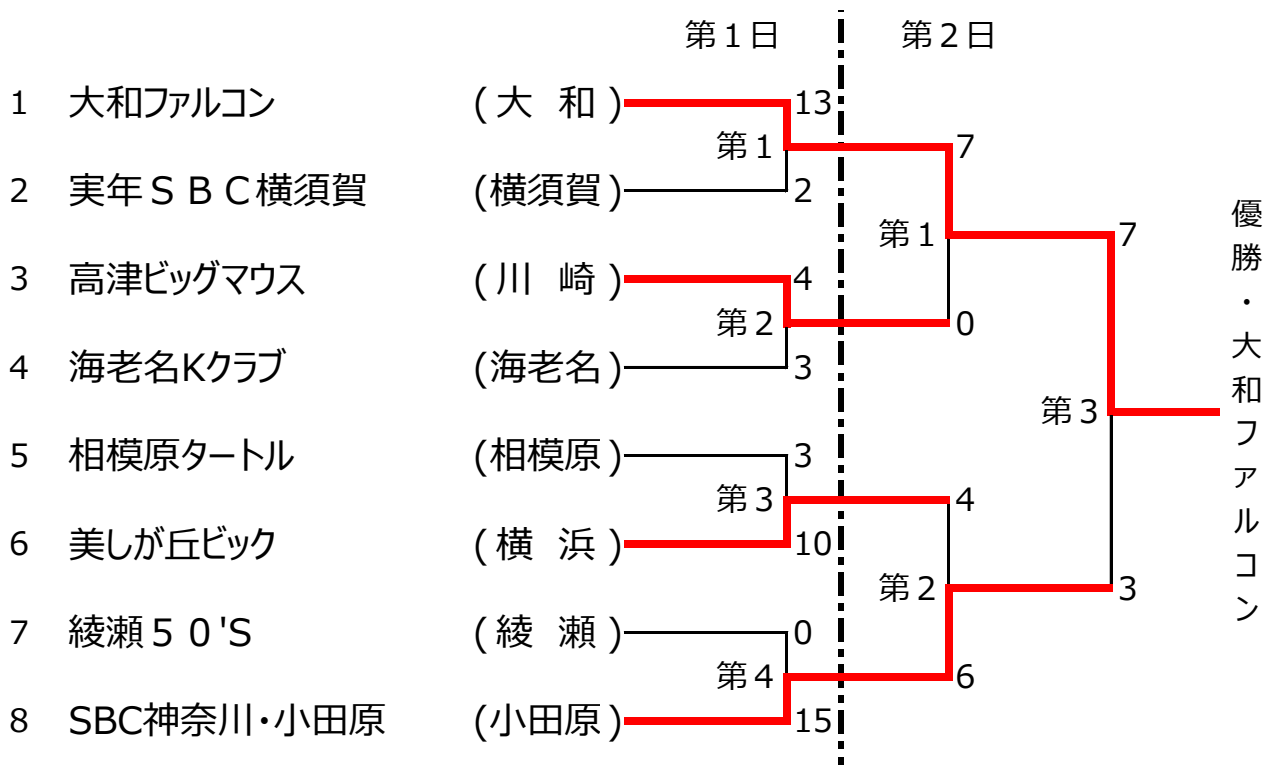 第１日 第２日
1 大和ファルコン (大 和) 13
第１ 7
2 実年ＳＢＣ横須賀 (横須賀) 2
第１ 7
3 高津ビッグマウス (川 崎) 4
第２ 0
4 海老名Kクラブ (海老名) 3
第３
5 相模原タートル (相模原) 3
第３ 4
6 美しが丘ビック (横 浜) 10
第２ 3
7 綾瀬５０'S (綾 瀬) 0
第４ 6
8 SBC神奈川・小田原 (小田原) 15
優勝・大和ファルコン